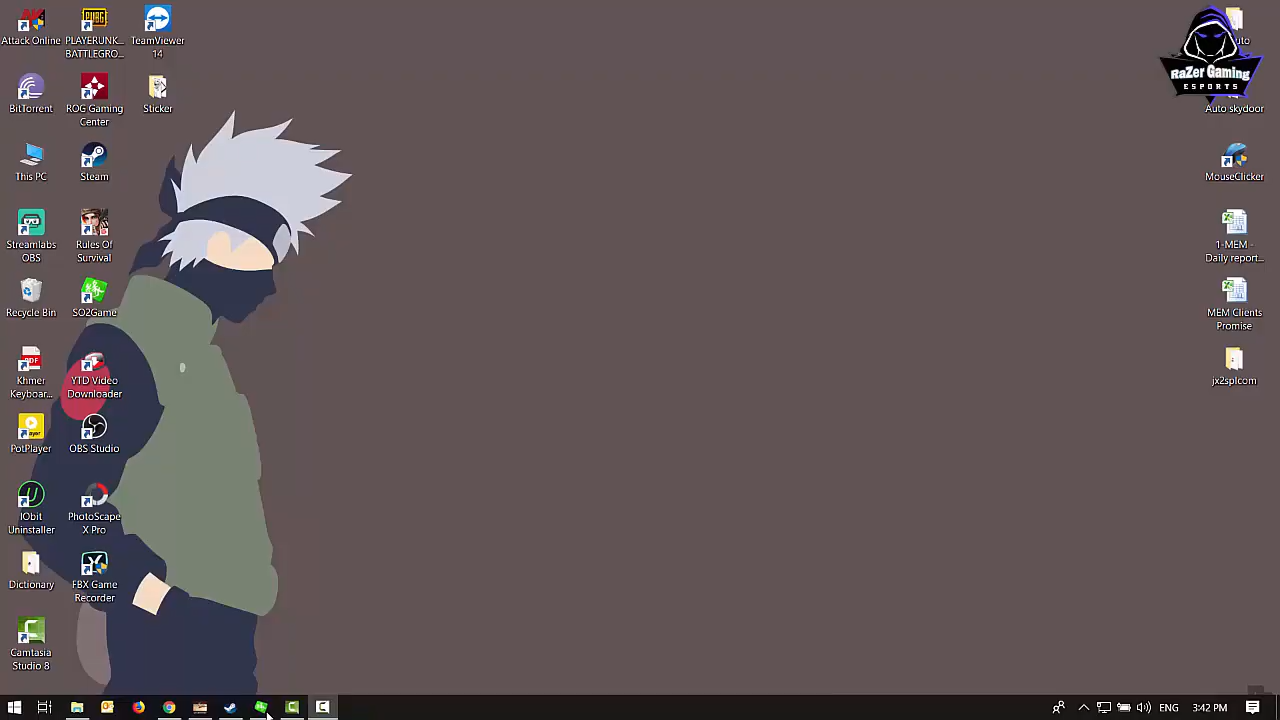 Attack Online
PLAYERUNK...
BATTLEGRO...
TeamViewer
14
BitTorrent
ROG Gaming
Center
Sticker
This PC
Steam
Streamlabs
OBS
Rules Of
Survival
Recycle Bin
SO2Game
PDF
Khmer
Keyboar...
YTD Video
Downloader
PotPlayer
OBS Studio
IObit
Uninstaller
PhotoScape
X Pro
Dictionary
FBX Game
Recorder
Camtasia
Studio 8
RaZer Gaming
ESPORTS
Auto skydoor
MouseClicker
1-MEM -
Daily report...
MEM Clients
Promise
jx2splcom
ENG
3:42 PM